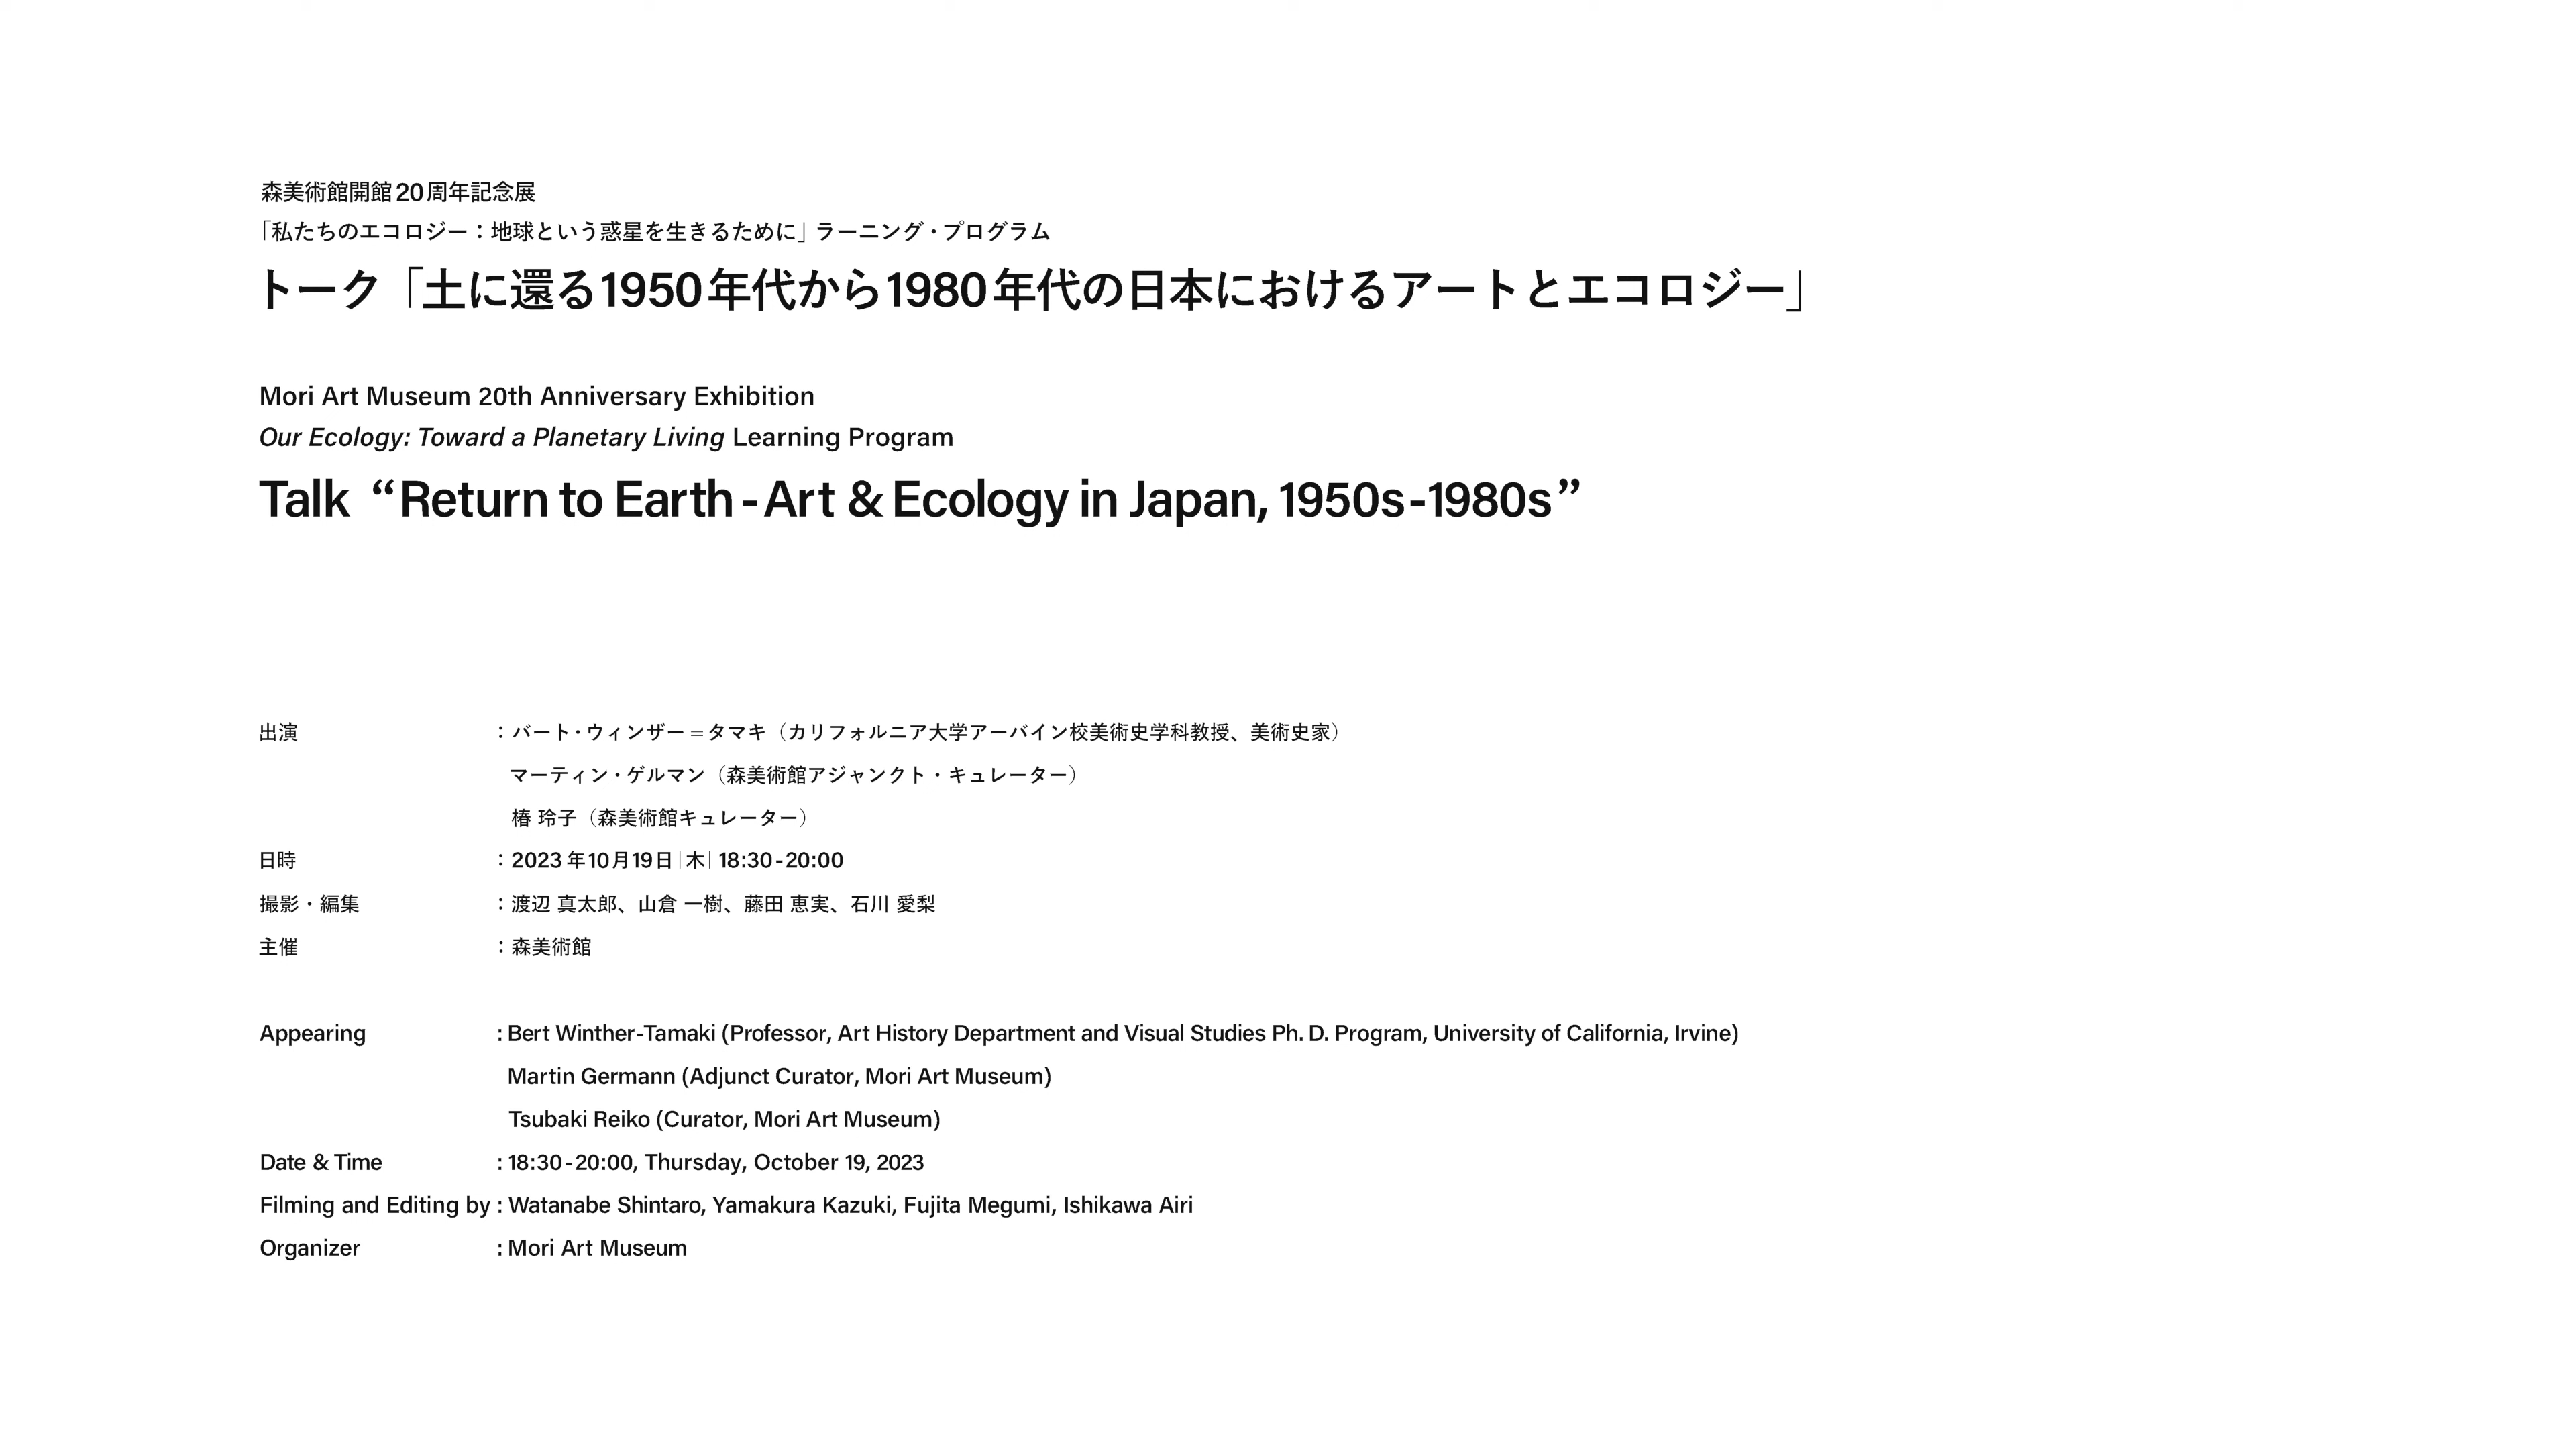 森美術館開館20周年記念展
「私たちのエコロジー：地球という惑星を生きるために」ラーニング・プログラム
トーク「土に還る1950年代から1980年代の日本におけるアートとエコロジー」
Mori Art Museum 20th Anniversary Exhibition
Our Ecology: Toward a Planetary Living Learning Program
Talk “Return to Earth - Art & Ecology in Japan, 1950s-1980s”
出演 ：バート・ウィンザー＝タマキ（カリフォルニア大学アーバイン校美術史学科教授、美術史家）
マーティン・ゲルマン（森美術館アジャンクト・キュレーター）
椿 玲子（森美術館キュレーター）
日時 ：2023年10月19日｜木｜18:30-20:00
撮影・編集 ：渡辺 真太郎、山倉 一樹、藤田 恵実、石川 愛梨
主催 ：森美術館
Appearing : Bert Winther-Tamaki (Professor, Art History Department and Visual Studies Ph. D. Program, University of California, Irvine)
Martin Germann (Adjunct Curator, Mori Art Museum)
Tsubaki Reiko (Curator, Mori Art Museum)
Date & Time : 18:30-20:00, Thursday, October 19, 2023
Filming and Editing by : Watanabe Shintaro, Yamakura Kazuki, Fujita Megumi, Ishikawa Airi
Organizer : Mori Art Museum